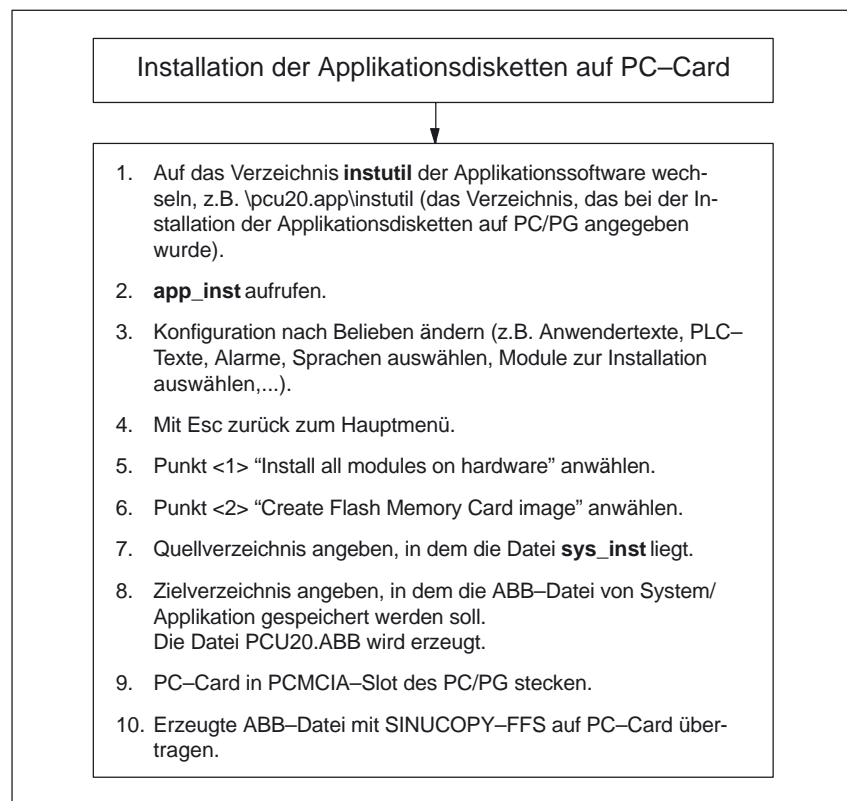 Installation der Applikationsdisketten auf PC–Card
1. Auf das Verzeichnis instutil der Applikationssoftware wech-
seln, z.B. \pcu20.app\instutil (das Verzeichnis, das bei der In-
stallation der Applikationsdisketten auf PC/PG angegeben
wurde).
2. app_inst aufrufen.
3. Konfiguration nach Belieben ändern (z.B. Anwendertexte, PLC–
Texte, Alarme, Sprachen auswählen, Module zur Installation
auswählen,...).
4. Mit Esc zurück zum Hauptmenü.
5. Punkt <1> “Install all modules on hardware” anwählen.
6. Punkt <2> “Create Flash Memory Card image” anwählen.
7. Quellverzeichnis angeben, in dem die Datei sys_inst liegt.
8. Zielverzeichnis angeben, in dem die ABB–Datei von System/
Applikation gespeichert werden soll.
Die Datei PCU20.ABB wird erzeugt.
9. PC–Card in PCMCIA–Slot des PC/PG stecken.
10. Erzeugte ABB–Datei mit SINUCOPY–FFS auf PC–Card über-
tragen.